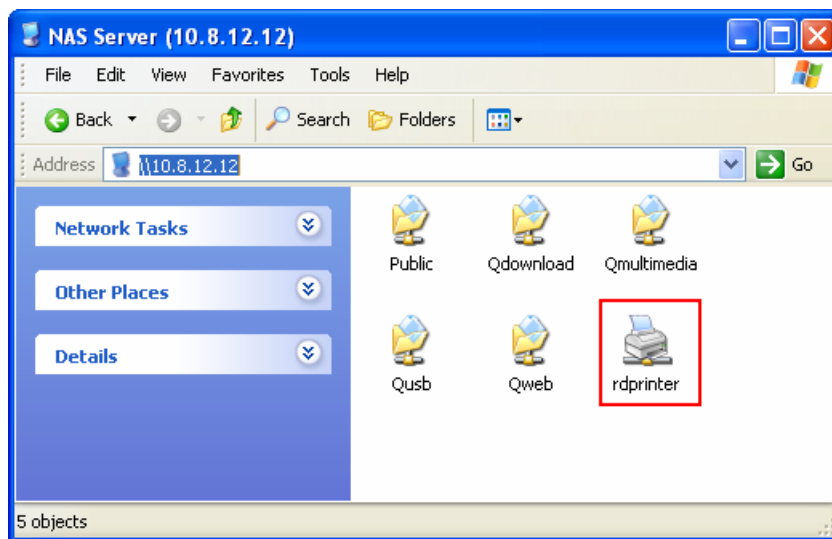 NAS Server (10.8.12.12)
File Edit View Favorites Tools Help
Back Search Folders
Address \\10.8.12.12 Go
Network Tasks
Other Places
Details
Public Qdownload Qmultimedia
Qusb Qweb rdprinter
5 objects